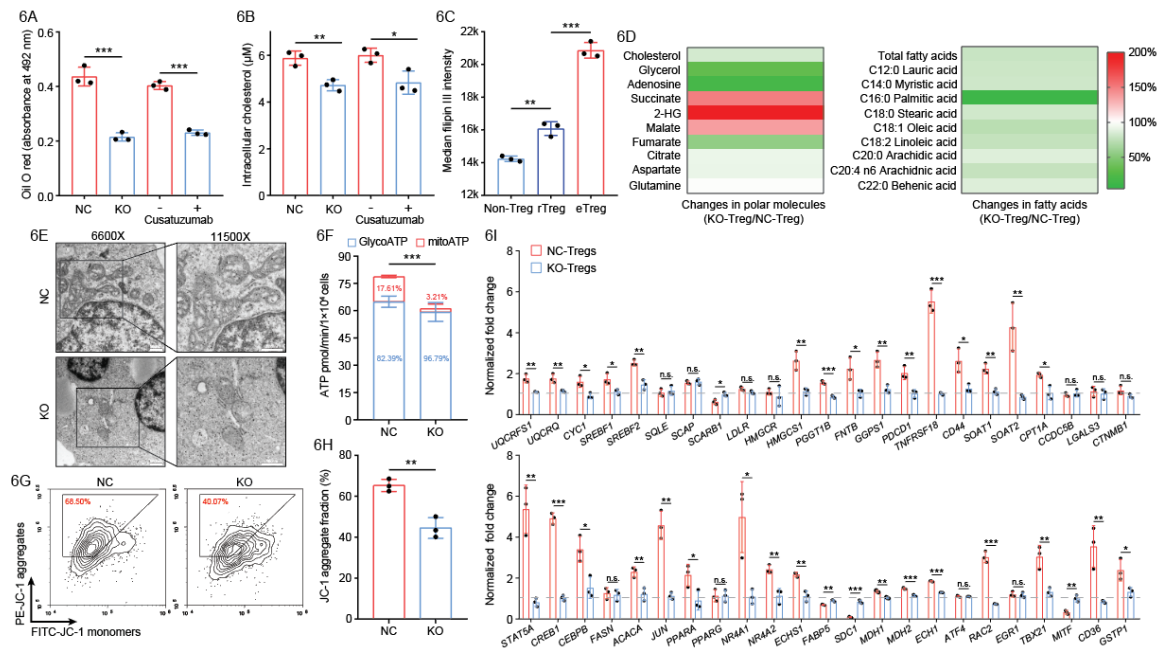 6A
Oil O red (absorbance at 492 nm)
0.6
0.4
0.2
0.0
***
***
NC
KO
-
+
Cusatuzumab
6B
Intracellular cholesterol (μM)
8
6
4
2
0
**
*
NC
KO
-
+
Cusatuzumab
6C
Median filipin III intensity
22k
20k
18k
16k
14k
12k
**
***
***
Non-Treg
rTreg
eTreg
6D
Cholesterol
Glycerol
Adenosine
Succinate
2-HG
Malate
Fumarate
Citrate
Aspartate
Glutamine
Changes in polar molecules
(KO-Treg/NC-Treg)
Total fatty acids
C12:0 Lauric acid
C14:0 Myristic acid
C16:0 Palmitic acid
C18:0 Stearic acid
C18:1 Oleic acid
C18:2 Linoleic acid
C20:0 Arachidic acid
C20:4 n6 Arachidnic acid
C22:0 Behenic acid
Changes in fatty acids
(KO-Treg/NC-Treg)
200%
150%
100%
50%
6E
6600X
11500X
NC
KO
6F
GlycoATP
mitoATP
ATP pmol/min/1×10⁴ cells
90
75
60
45
30
15
0
***
17.61%
3.21%
82.39%
96.79%
NC
KO
6G
NC
KO
68.50%
40.07%
PE-JC-1 aggregates
FITC-JC-1 monomers
6H
JC-1 aggregate fraction (%)
80
60
40
20
0
**
NC
KO
6I
NC-Tregs
KO-Tregs
Normalized fold change
8
6
4
2
0
** ** * * ** n.s. n.s. * n.s. n.s. ** *** * ** ** *** * ** ** * n.s. n.s. n.s.
UQCRFS1 UQCRQ CYC1 SREBF1 SREBF2 SQLE SCAP SCARB1 LDLR HMGCR HMGCS1 PGGT1B FNTB GGPS1 PDCD1 TNFRSF18 CD44 SOAT1 SOAT2 CPT1A CCDC5B LGALS3 CTNMB1
Normalized fold change
6
4
2
0
** *** * n.s. ** ** * n.s. * ** ** ** *** ** *** *** n.s. *** n.s. ** ** ** *
STAT5A CREB1 CEBPB FASN ACACA JUN PPARA PPARG NR4A1 NR4A2 ECHS1 FABP5 SDC1 MDH1 MDH2 ECH1 ATF4 RAC2 EGR1 TBX21 MITF CD36 GSTP1